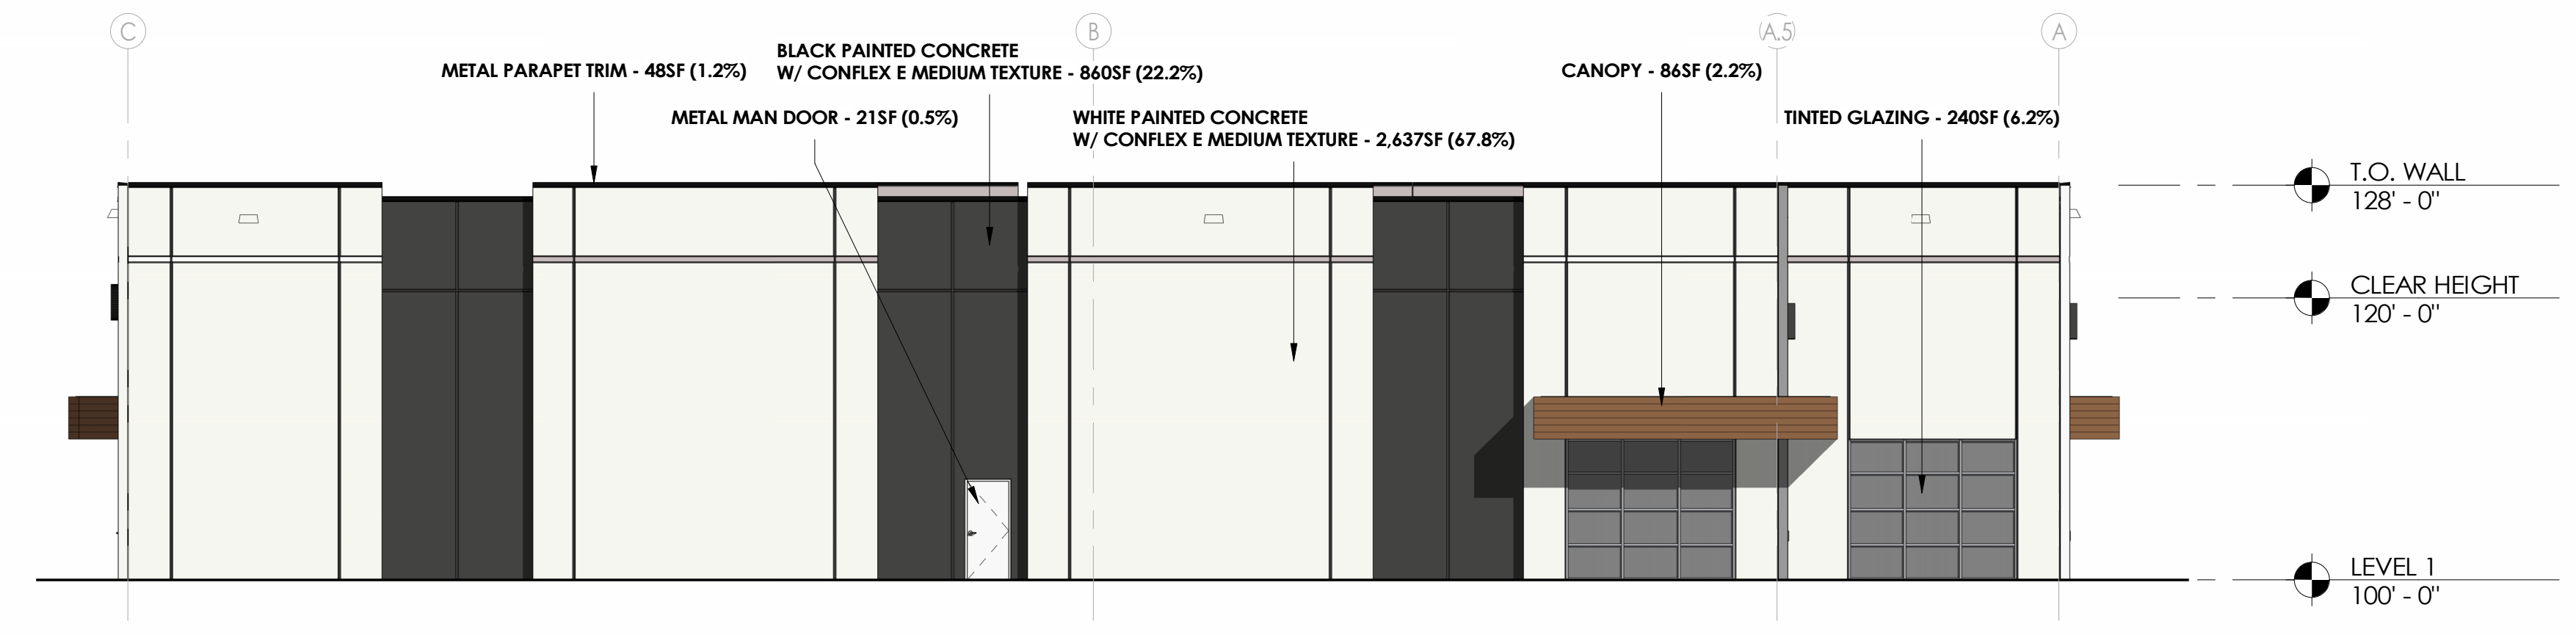 C
B
A.5
A
BLACK PAINTED CONCRETE
METAL PARAPET TRIM - 48SF (1.2%)
W/ CONFLEX E MEDIUM TEXTURE - 860SF (22.2%)
CANOPY - 86SF (2.2%)
METAL MAN DOOR - 21SF (0.5%)
WHITE PAINTED CONCRETE
W/ CONFLEX E MEDIUM TEXTURE - 2,637SF (67.8%)
TINTED GLAZING - 240SF (6.2%)
T.O. WALL
128' - 0"
CLEAR HEIGHT
120' - 0"
LEVEL 1
100' - 0"